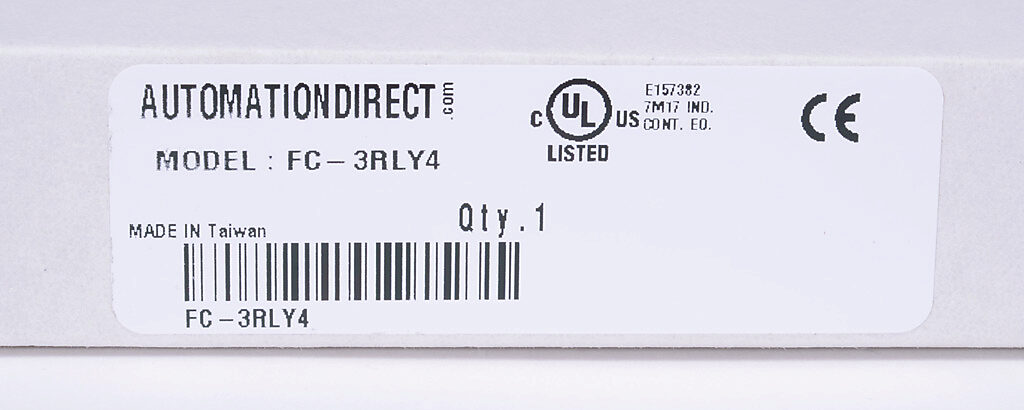 AUTOMATIONDIRECT.com
MODEL : FC-3RLY4
C UL US
LISTED
E157382
7M17 IND.
CONT. EQ.
CE
Qty.1
MADE IN Taiwan
FC-3RLY4